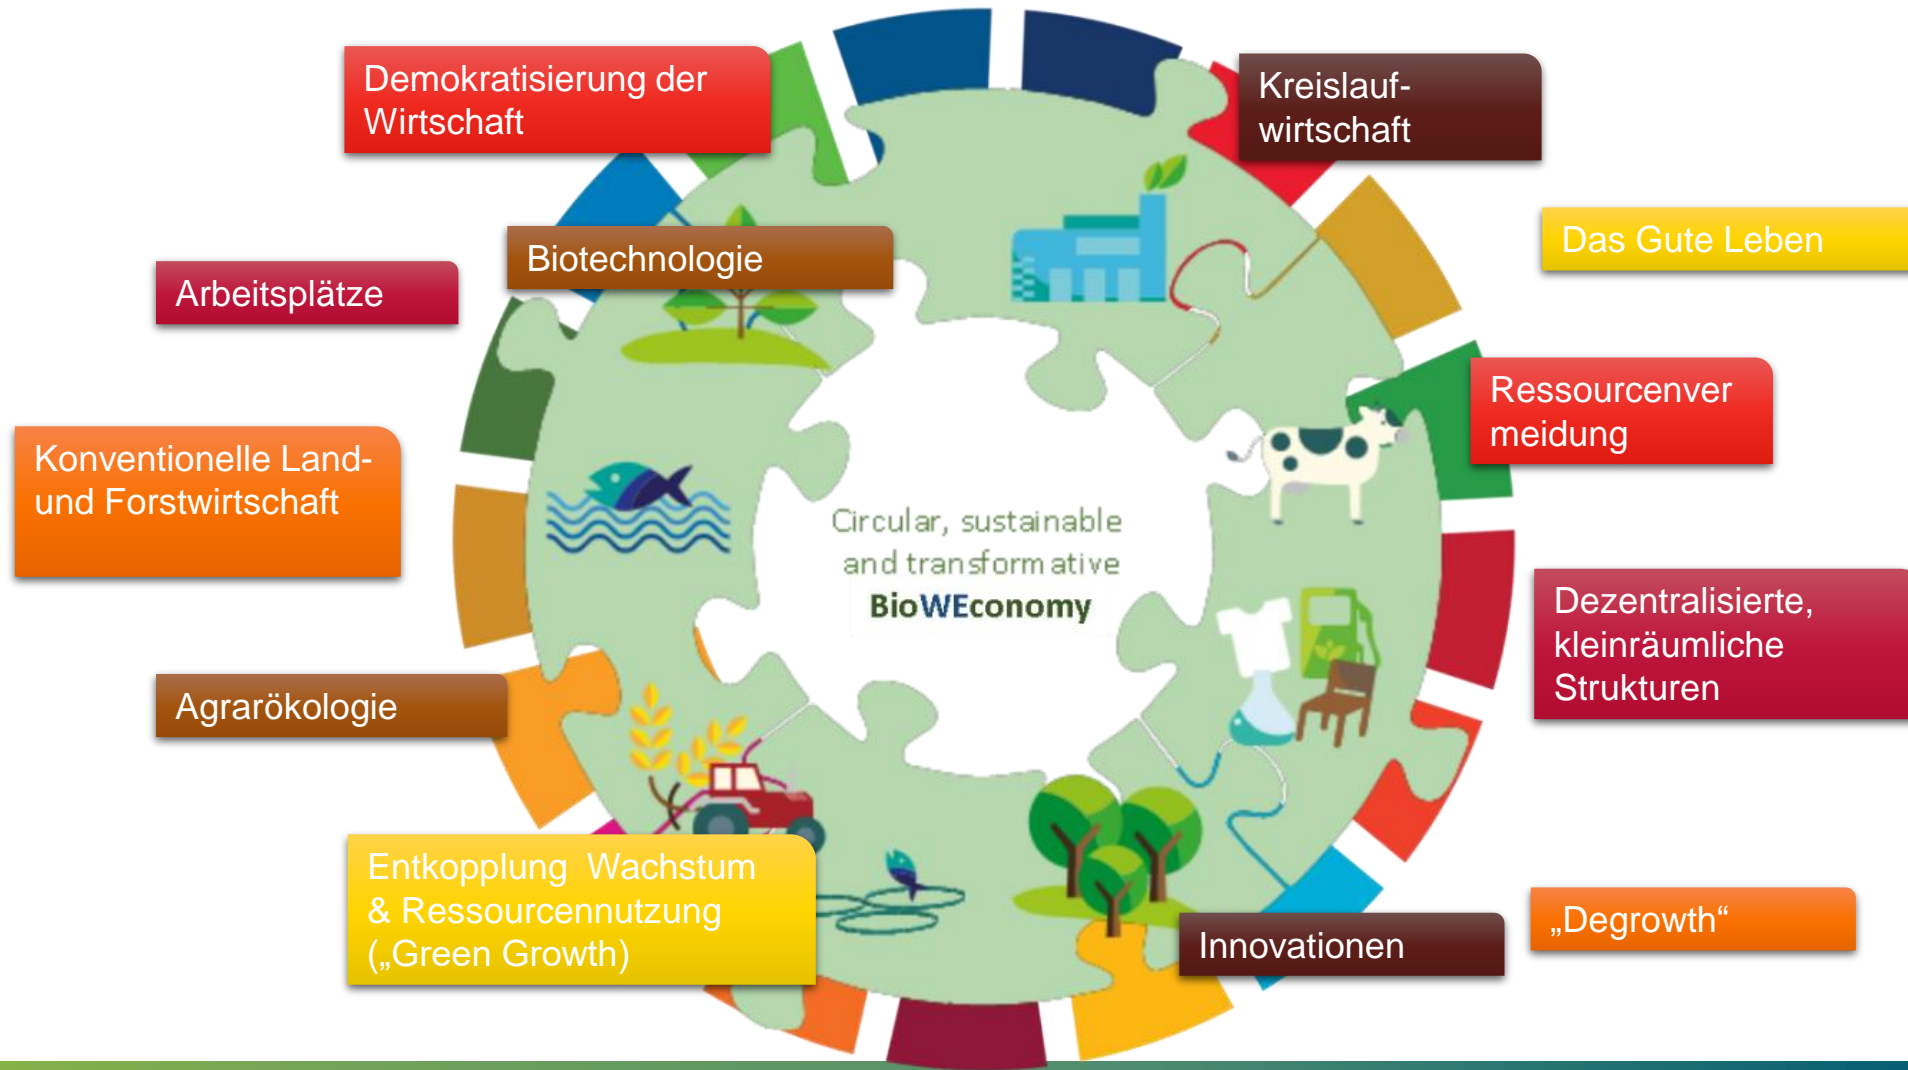 Demokratisierung der
Wirtschaft
Kreislauf-
wirtschaft
Das Gute Leben
Biotechnologie
Arbeitsplätze
Ressourcenver
meidung
Konventionelle Land-
und Forstwirtschaft
Circular, sustainable
and transformative
BioWEconomy
Dezentralisierte,
kleinräumliche
Strukturen
Agrarökologie
Entkopplung  Wachstum
& Ressourcennutzung
(„Green Growth)
Innovationen
„Degrowth“